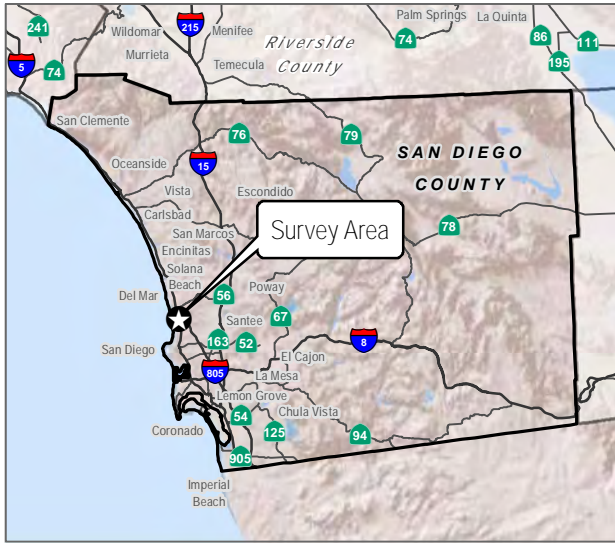 241
Wildomar
215
Menifee
Palm Springs
La Quinta
86
111
Murrieta
Riverside
County
74
195
5
74
Temecula
San Clemente
76
79
SAN DIEGO
COUNTY
Oceanside
15
Vista
Escondido
Carlsbad
78
San Marcos
Survey Area
Encinitas
Solana
Beach
Del Mar
56
Poway
67
Santee
San Diego
163
52
8
El Cajon
805
La Mesa
Lemon Grove
54
Chula Vista
Coronado
125
94
905
Imperial
Beach